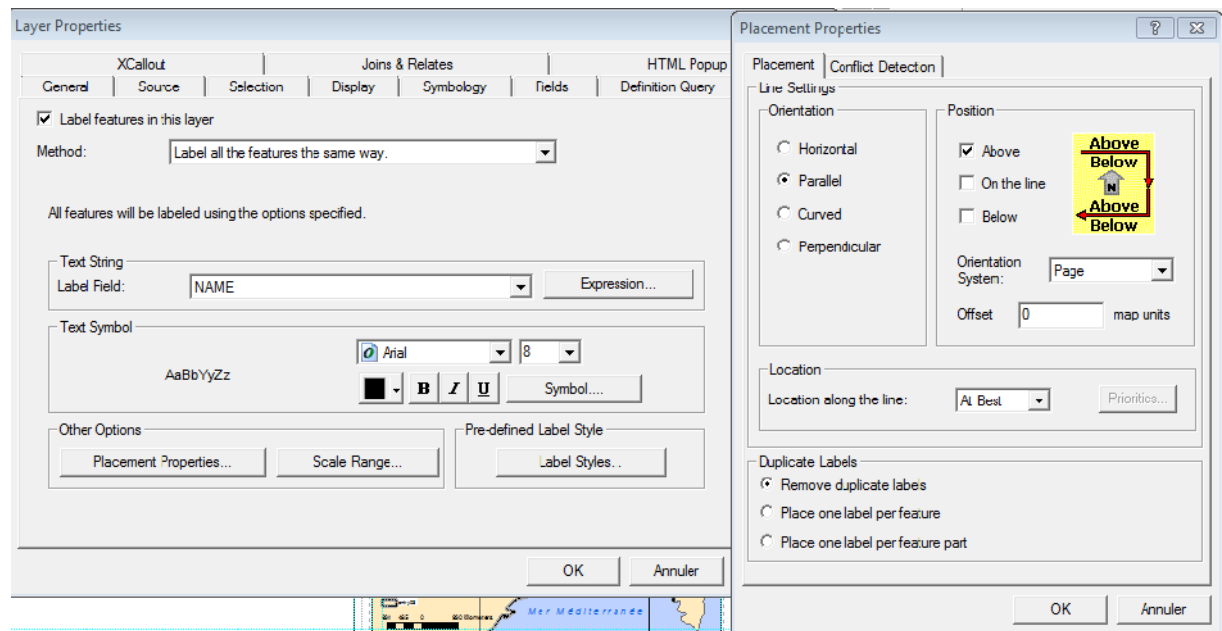 Layer Properties
XCallout Joins & Relates HTML Popup
General Source Selection Display Symbology Fields Definition Query
Label features in this layer
Method: Label all the features the same way.
All features will be labeled using the options specified.
Text String
Label Field: NAME Expression...
Text Symbol
AaBbYyZz
Arial 8
B I U Symbol....
Other Options
Placement Properties... Scale Range...
Pre-defined Label Style
Label Styles...
OK Annuler
Mer Méditerranée
Placement Properties
Placement Conflict Detection
Line Settings
Orientation
Horizontal
Parallel
Curved
Perpendicular
Position
Above
On the line
Below
Above
Below
N
Above
Below
Orientation
System: Page
Offset 0 map units
Location
Location along the line: At Best Priorities...
Duplicate Labels
Remove duplicate labels
Place one label per feature
Place one label per feature part
OK Annuler